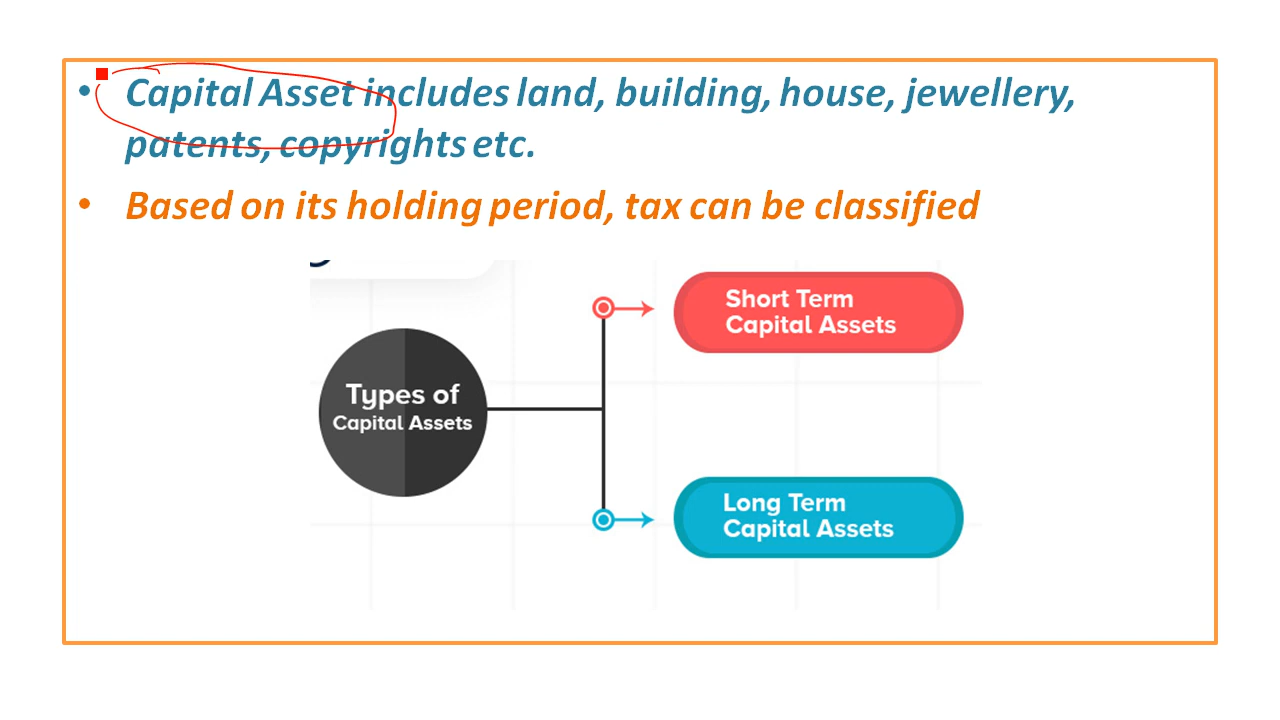 • Capital Asset includes land, building, house, jewellery,
patents, copyrights etc.
• Based on its holding period, tax can be classified
Types of
Capital Assets
Short Term
Capital Assets
Long Term
Capital Assets